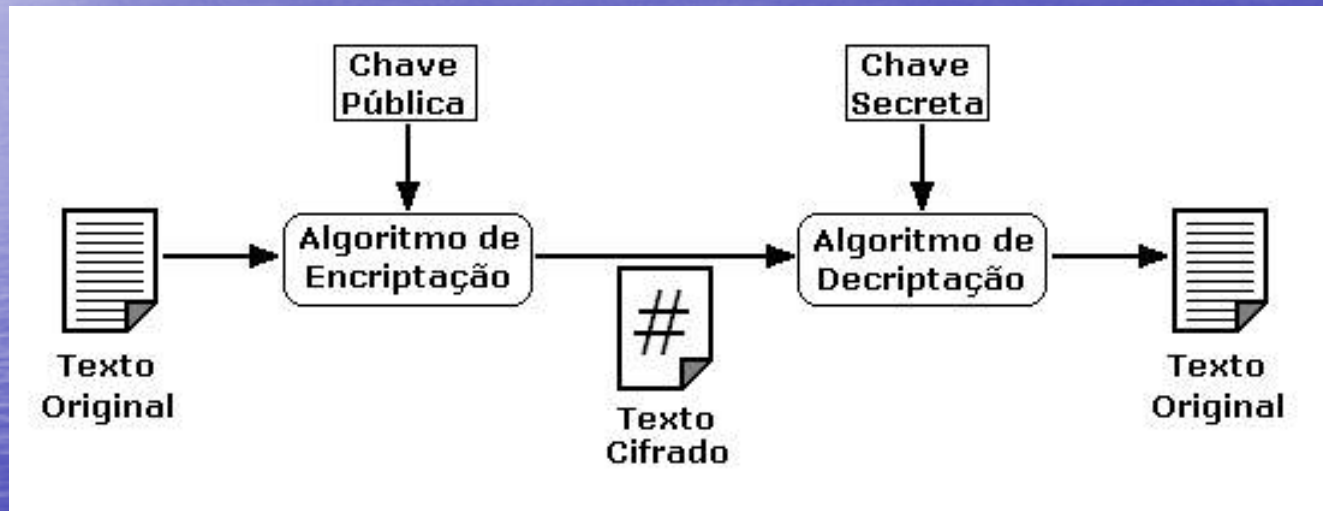 Chave
Pública
Chave
Secreta
Algoritmo de
Encriptação
Algoritmo de
Decriptação
Texto
Original
#
Texto
Cifrado
Texto
Original